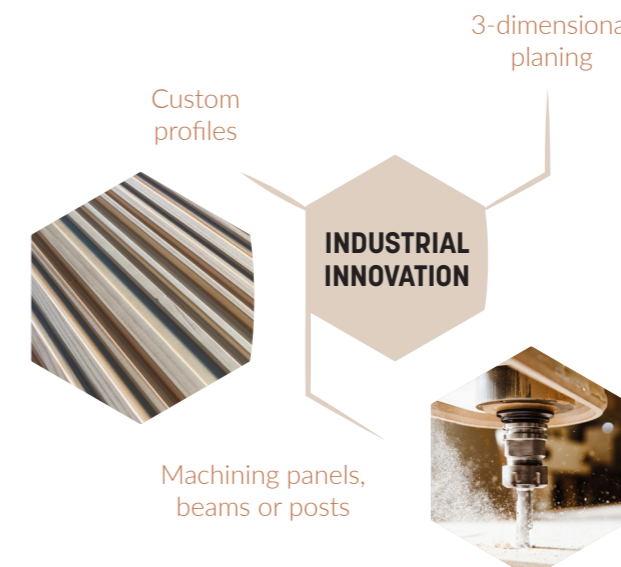 3-dimensiona
planing
Custom
profiles
INDUSTRIAL
INNOVATION
Machining panels,
beams or posts